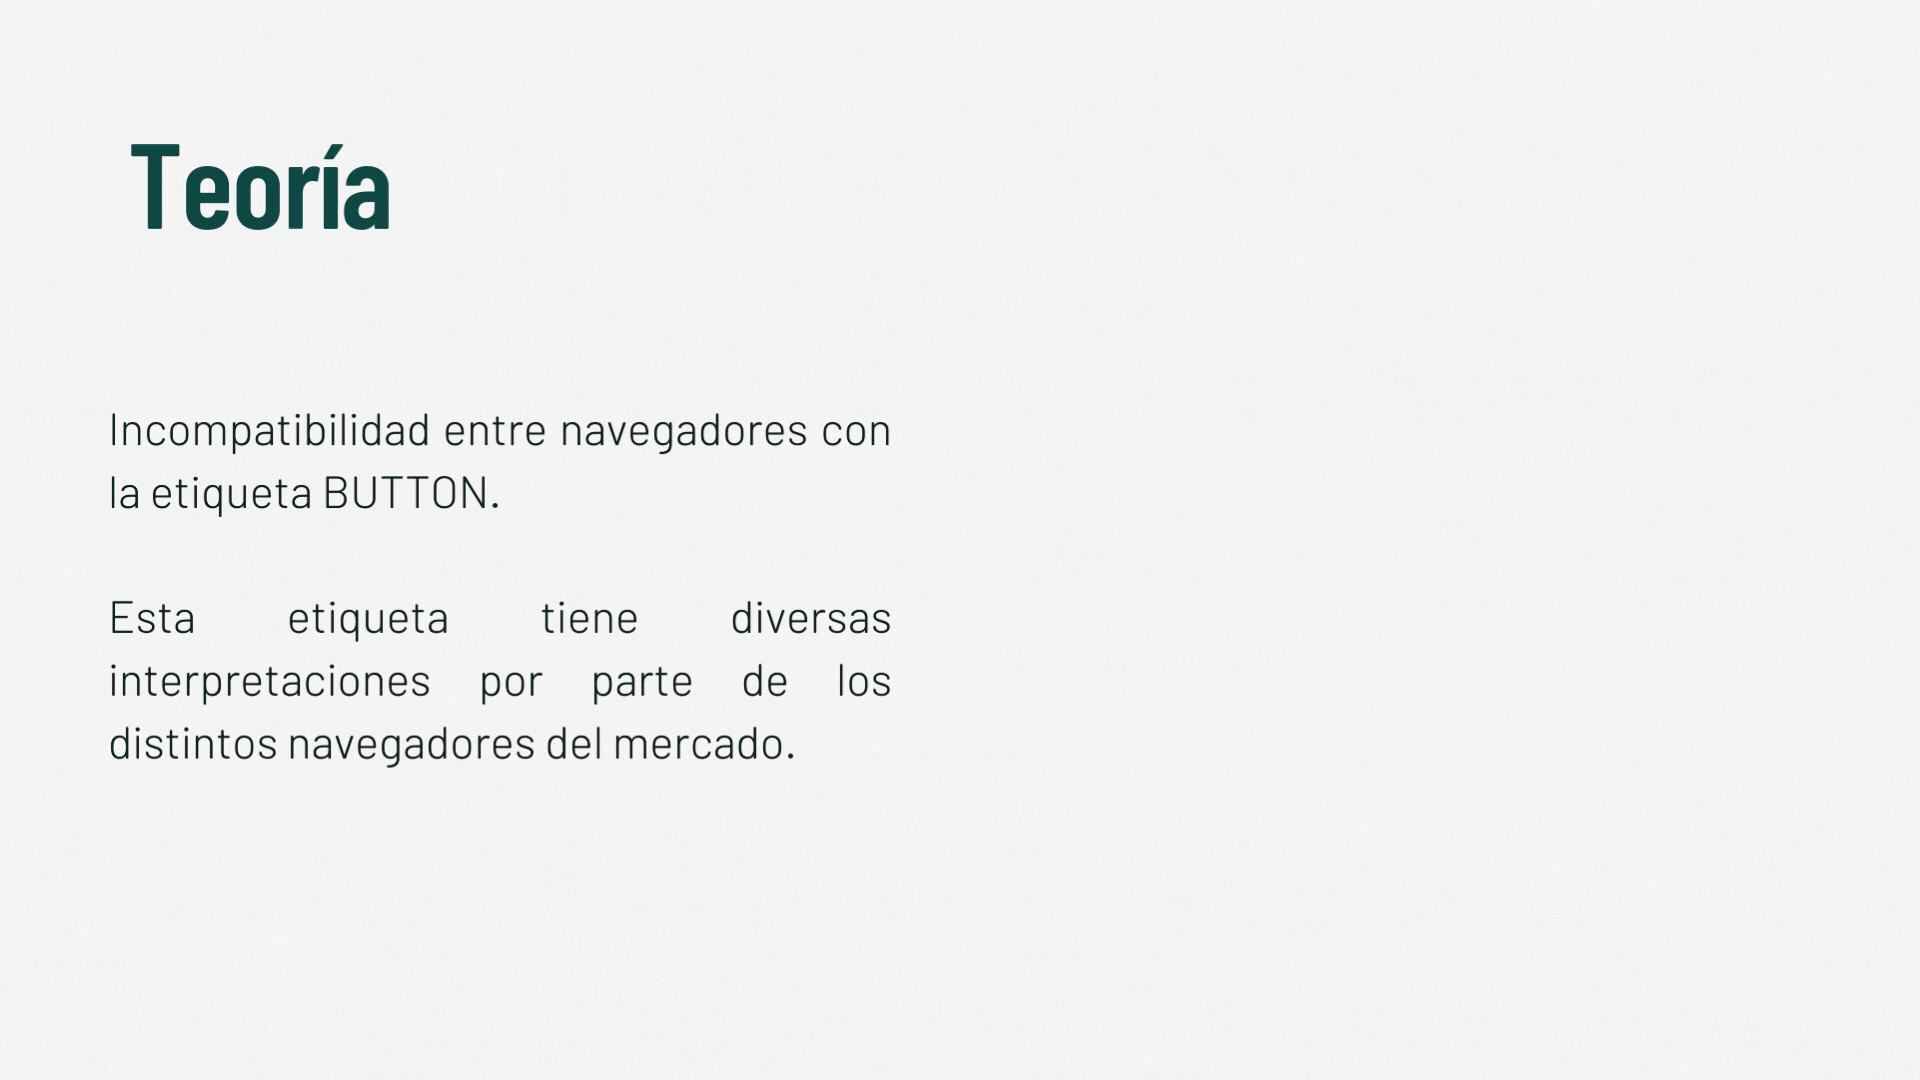 Teoría
Incompatibilidad entre navegadores con
la etiqueta BUTTON.
Esta etiqueta tiene diversas
interpretaciones por parte de los
distintos navegadores del mercado.